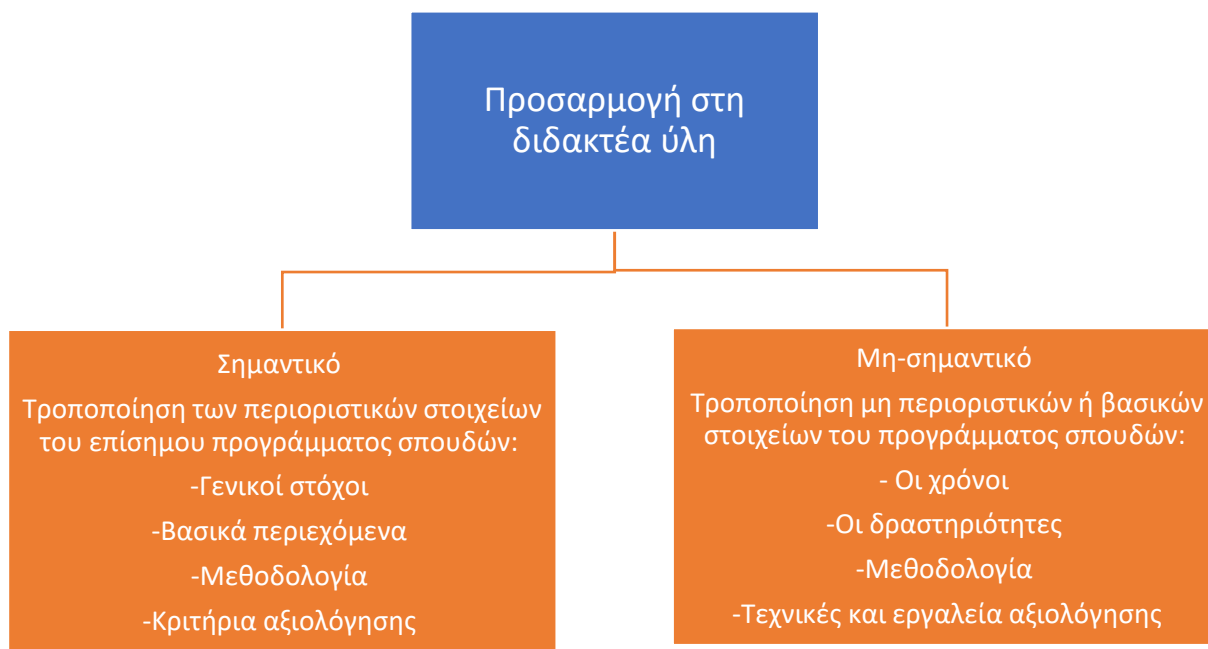 Προσαρμογή στη
διδακτέα ύλη
Σημαντικό
Τροποποίηση των περιοριστικών στοιχείων
του επίσημου προγράμματος σπουδών:
-Γενικοί στόχοι
-Βασικά περιεχόμενα
-Μεθοδολογία
-Κριτήρια αξιολόγησης
Μη-σημαντικό
Τροποποίηση μη περιοριστικών ή βασικών
στοιχείων του προγράμματος σπουδών:
- Οι χρόνοι
-Οι δραστηριότητες
-Μεθοδολογία
-Τεχνικές και εργαλεία αξιολόγησης